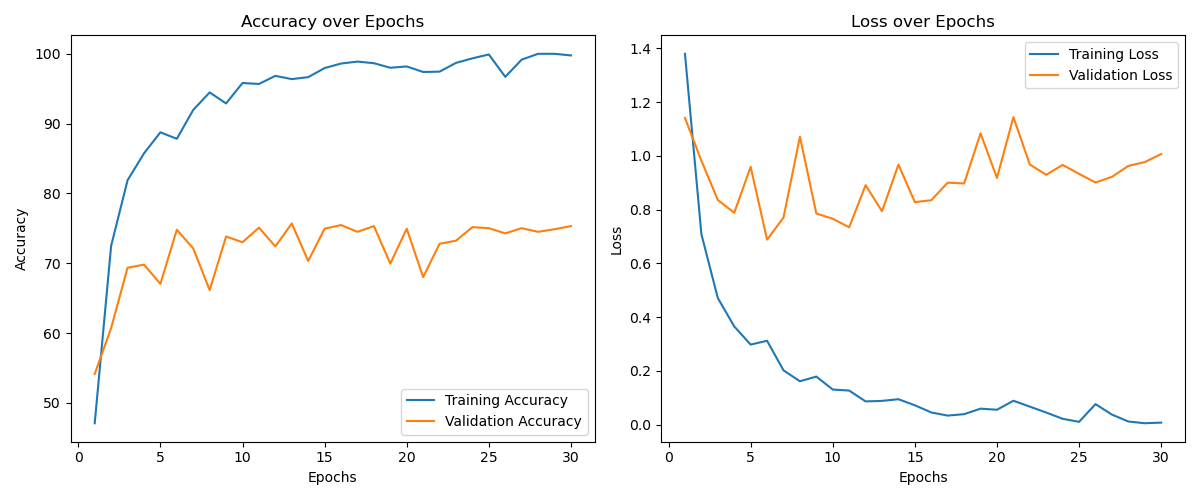 Accuracy over Epochs
Accuracy
100
90
80
70
60
50
0 5 10 15 20 25 30
Epochs
Training Accuracy
Validation Accuracy
Loss over Epochs
Loss
1.4
1.2
1.0
0.8
0.6
0.4
0.2
0.0
0 5 10 15 20 25 30
Epochs
Training Loss
Validation Loss